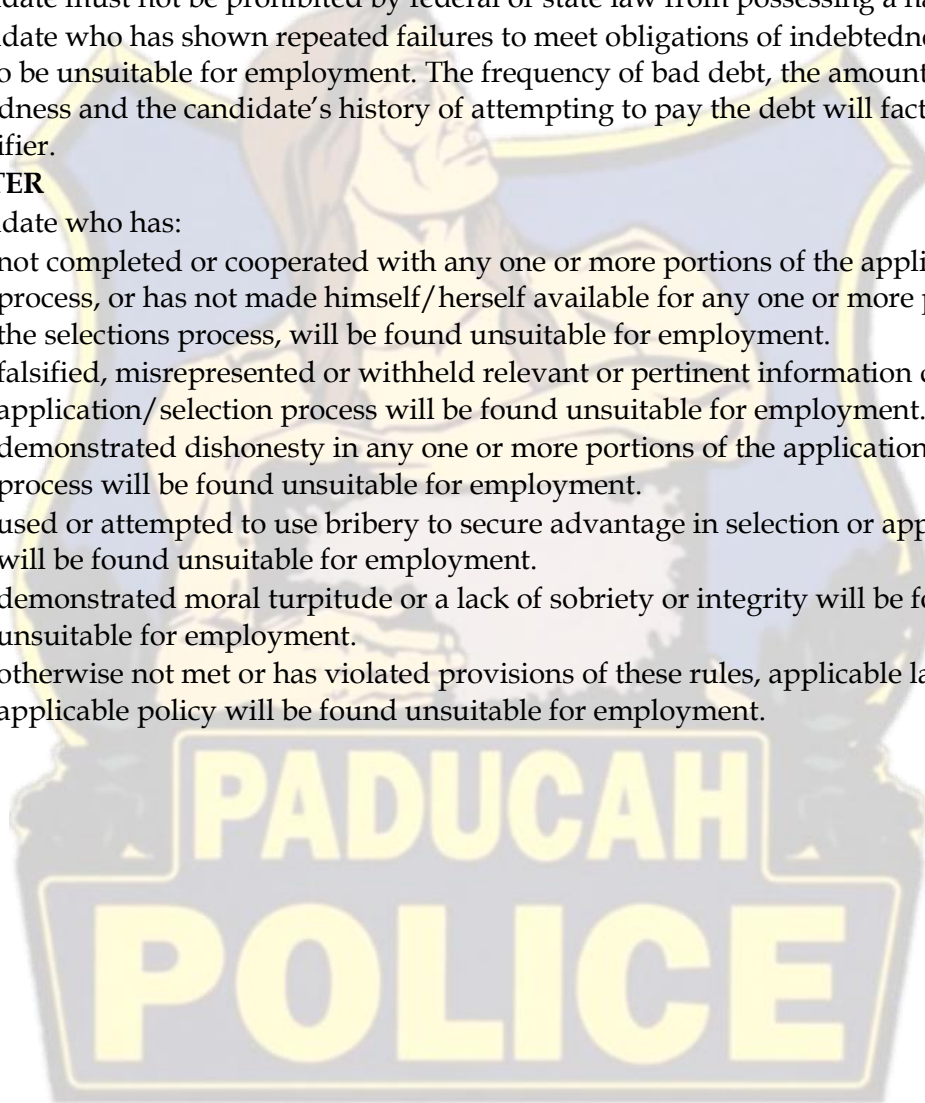 date must not be prohibited by federal or state law from possessing a
date who has shown repeated failures to meet obligations of
o be unsuitable for employment. The frequency of bad debt, the amount
dness and the candidate's history of attempting to pay the debt will
ifier.
TER
date who has:
not completed or cooperated with any one or more portions of the
process, or has not made himself/herself available for any one or more
the selections process, will be found unsuitable for employment.
falsified, misrepresented or withheld relevant or pertinent information
application/selection process will be found unsuitable for employment.
demonstrated dishonesty in any one or more portions of the application
process will be found unsuitable for employment.
used or attempted to use bribery to secure advantage in selection or
will be found unsuitable for employment.
demonstrated moral turpitude or a lack of sobriety or integrity will be
unsuitable for employment.
otherwise not met or has violated provisions of these rules, applicable
applicable policy will be found unsuitable for employment.
PADUCAH
POLICE